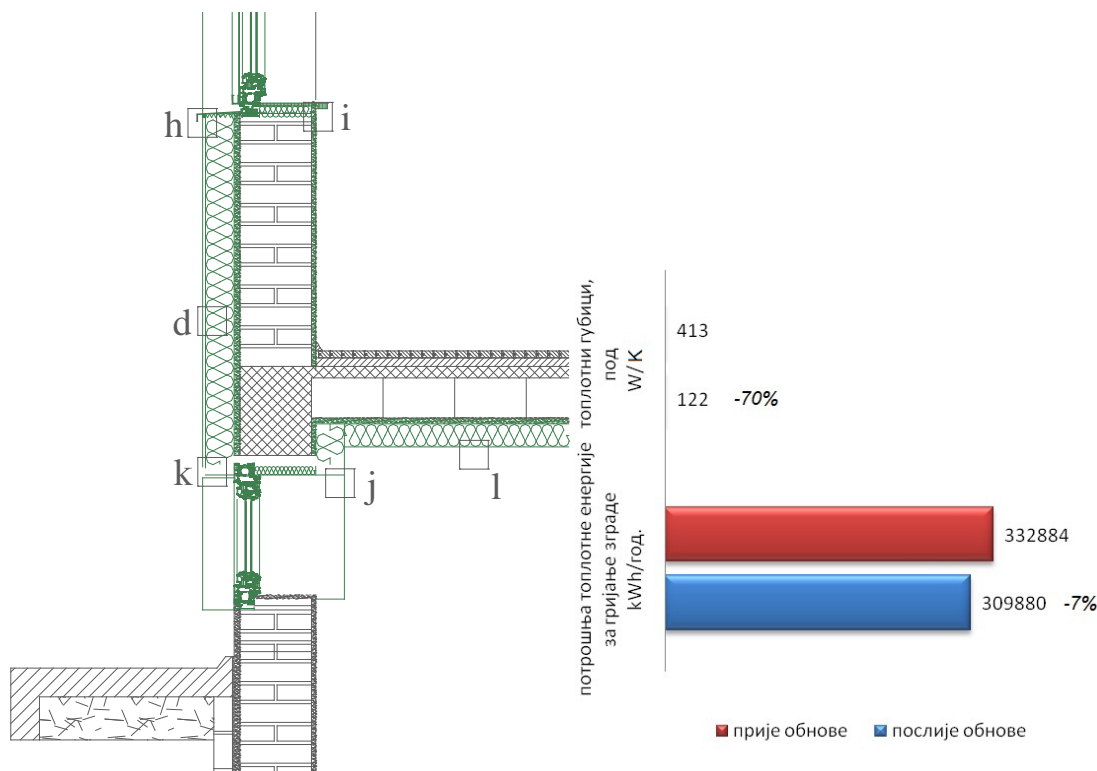 h
i
d
k
j
l
топлотни губици,
под
W/K
413
122 -70%
потрошња топлотне енергије
за гријање зграде
kWh/год.
332884
309880 -7%
прије обнове
послије обнове